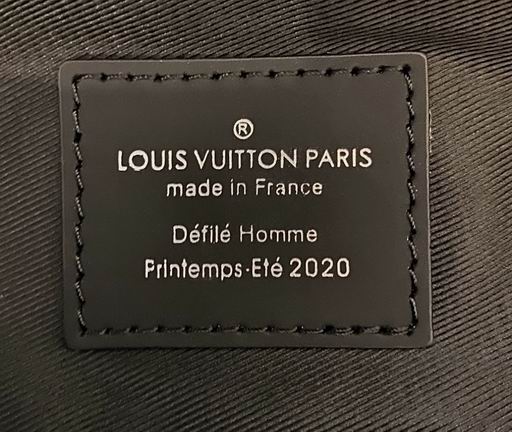 ®
LOUIS VUITTON PARIS
made in France
Défilé Homme
Printemps-Eté 2020